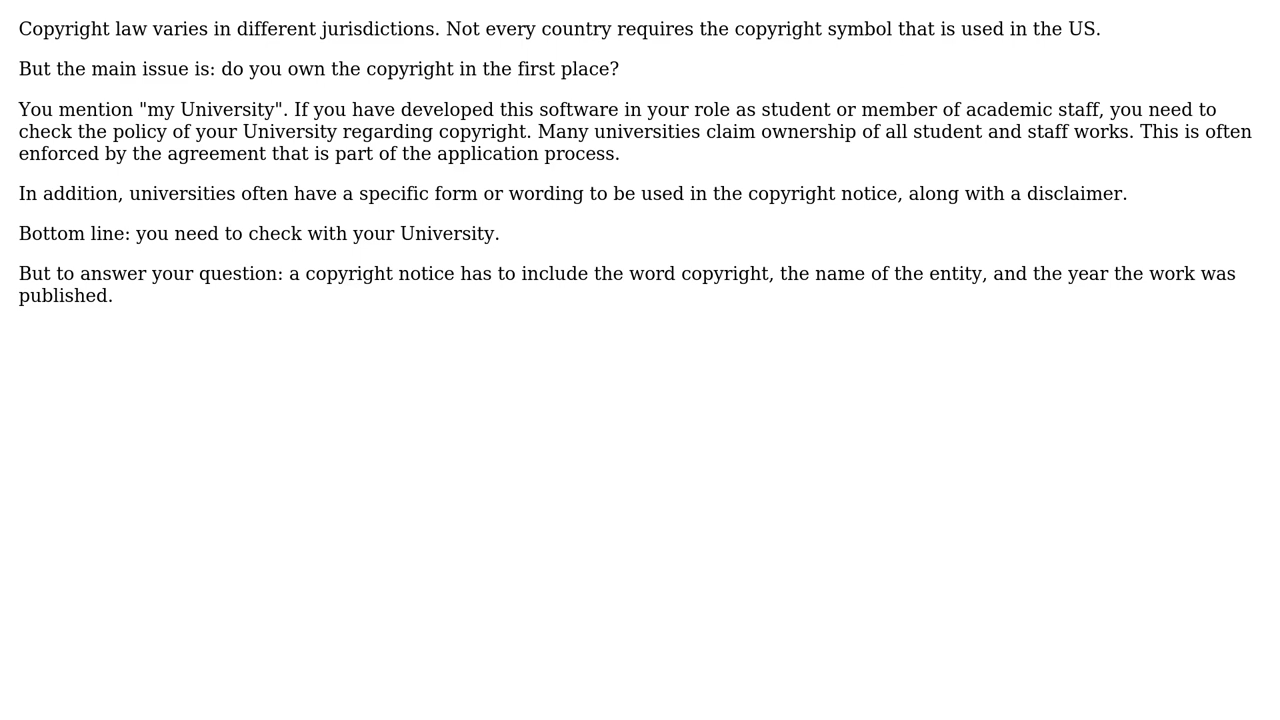 Copyright law varies in different jurisdictions. Not every country requires the copyright symbol that is used in the US.
But the main issue is: do you own the copyright in the first place?
You mention "my University". If you have developed this software in your role as student or member of academic staff, you need to
check the policy of your University regarding copyright. Many universities claim ownership of all student and staff works. This is often
enforced by the agreement that is part of the application process.
In addition, universities often have a specific form or wording to be used in the copyright notice, along with a disclaimer.
Bottom line: you need to check with your University.
But to answer your question: a copyright notice has to include the word copyright, the name of the entity, and the year the work was
published.